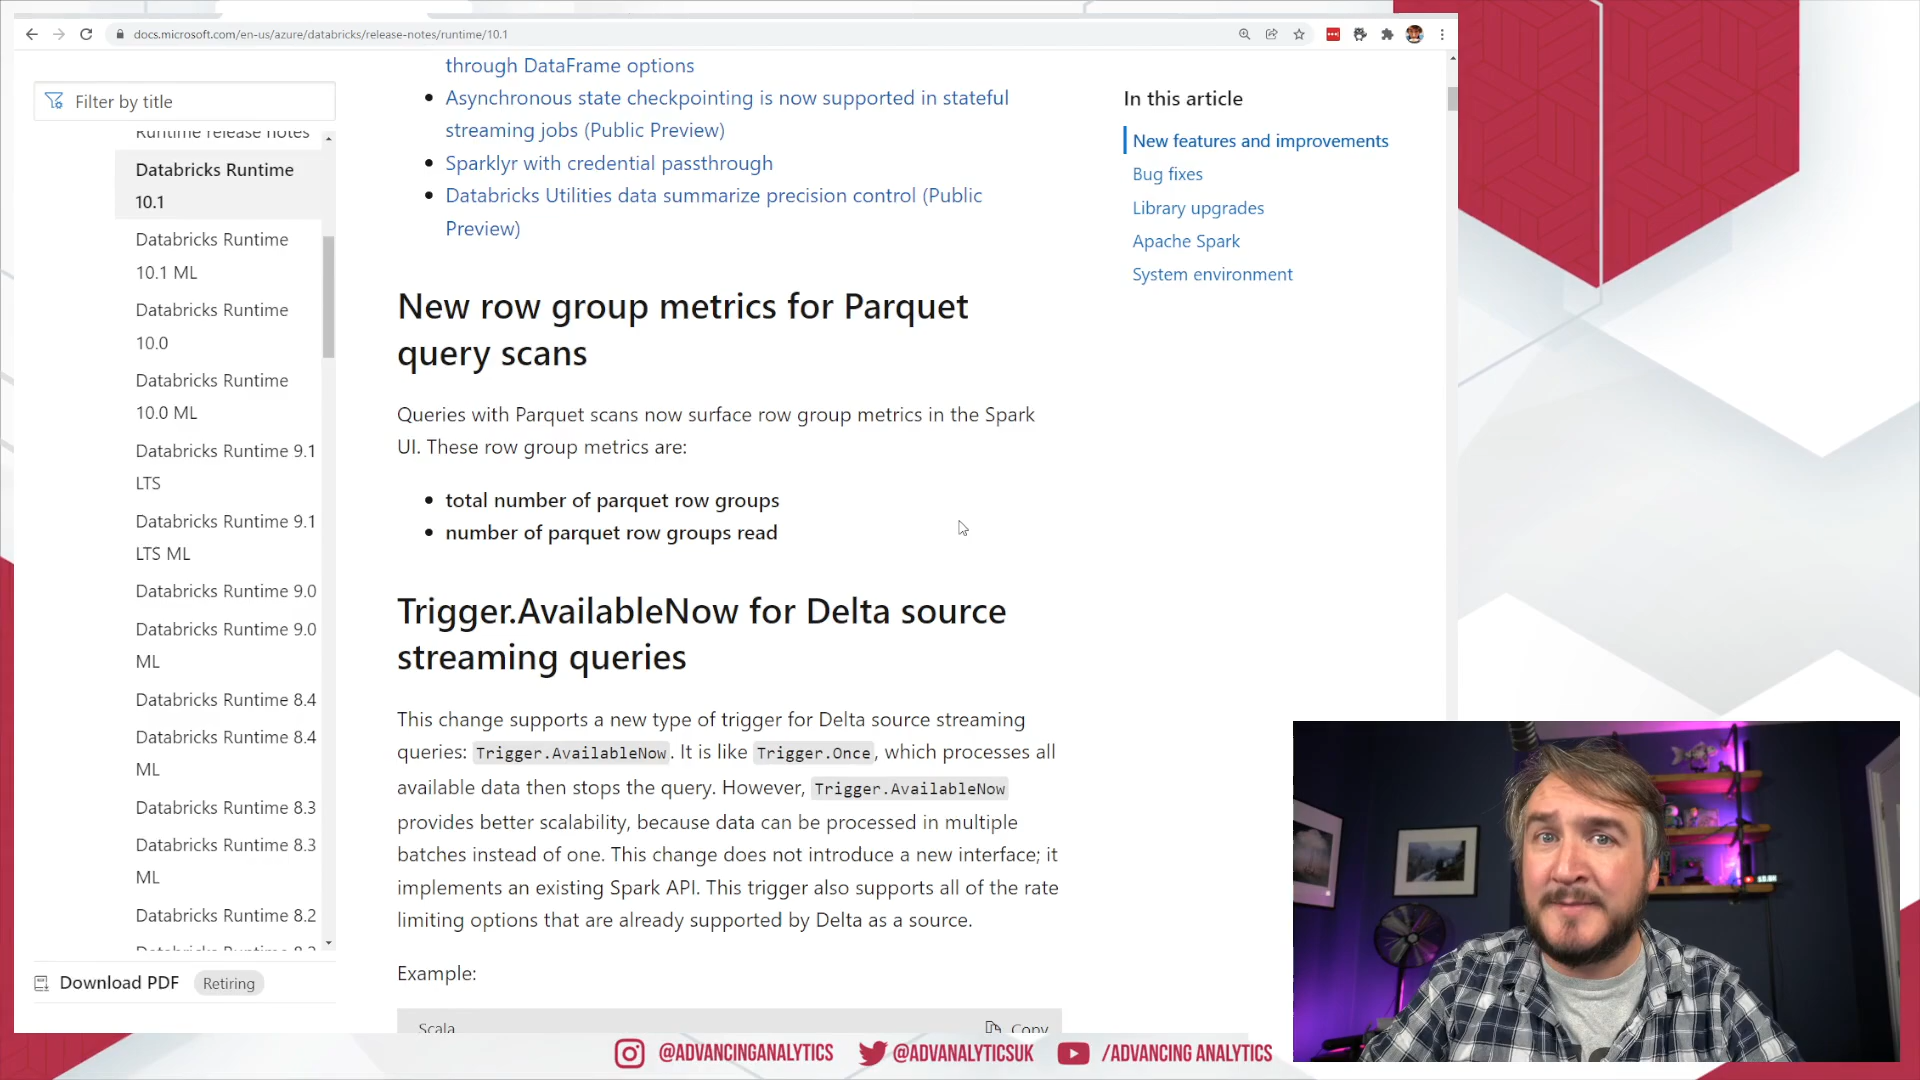 docs.microsoft.com/en-us/azure/databricks/release-notes/runtime/10.1
Filter by title
Runtime release notes
Databricks Runtime
10.1
Databricks Runtime
10.1 ML
Databricks Runtime
10.0
Databricks Runtime
10.0 ML
Databricks Runtime 9.1
LTS
Databricks Runtime 9.1
LTS ML
Databricks Runtime 9.0
Databricks Runtime 9.0
ML
Databricks Runtime 8.4
Databricks Runtime 8.4
ML
Databricks Runtime 8.3
Databricks Runtime 8.3
ML
Databricks Runtime 8.2
Databricks Runtime 8.2
Download PDF Retiring
through DataFrame options
• Asynchronous state checkpointing is now supported in stateful
streaming jobs (Public Preview)
• Sparklyr with credential passthrough
• Databricks Utilities data summarize precision control (Public
Preview)
New row group metrics for Parquet
query scans
Queries with Parquet scans now surface row group metrics in the Spark
UI. These row group metrics are:
• total number of parquet row groups
• number of parquet row groups read
Trigger.AvailableNow for Delta source
streaming queries
This change supports a new type of trigger for Delta source streaming
queries: Trigger.AvailableNow. It is like Trigger.Once, which processes all
available data then stops the query. However, Trigger.AvailableNow
provides better scalability, because data can be processed in multiple
batches instead of one. This change does not introduce a new interface; it
implements an existing Spark API. This trigger also supports all of the rate
limiting options that are already supported by Delta as a source.
Example:
Scala Copy
In this article
New features and improvements
Bug fixes
Library upgrades
Apache Spark
System environment
@ADVANCINGANALYTICS @ADVANALYTICSUK /ADVANCING ANALYTICS